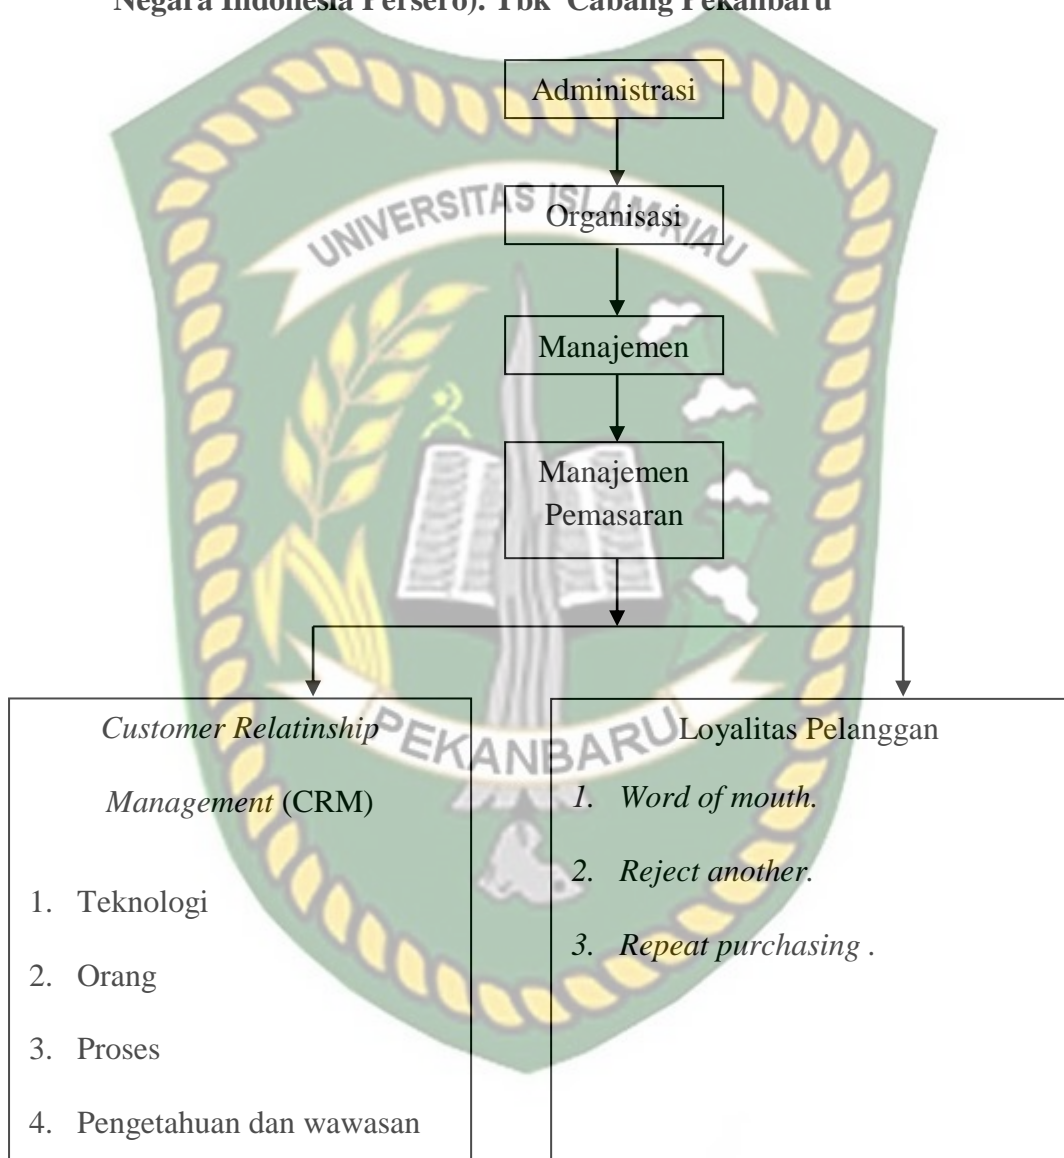 Negara Indonesia Persero). Tbk Cabang Pekanbaru
Administrasi
UNIVERSITAS ISLAM RIAU
Organisasi
Manajemen
Manajemen
Pemasaran
Customer Relatinship
Management (CRM)
1. Teknologi
2. Orang
3. Proses
4. Pengetahuan dan wawasan
PEKANBARU
Loyalitas Pelanggan
1. Word of mouth.
2. Reject another.
3. Repeat purchasing .